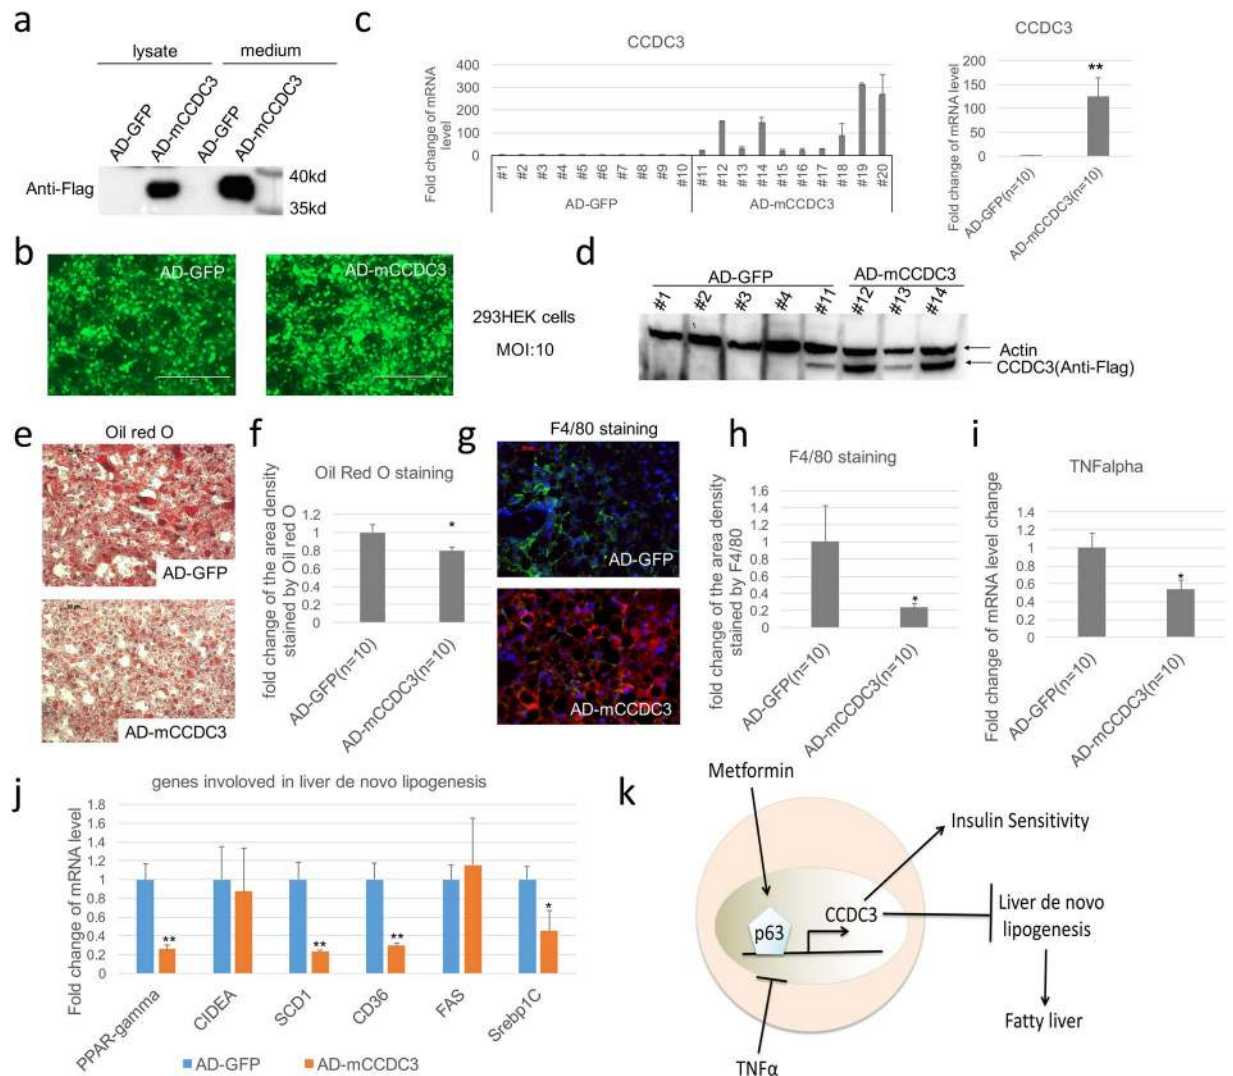 a
lysate
medium
AD-GFP
AD-mCCDC3
AD-GFP
AD-mCCDC3
Anti-Flag
40kd
35kd
c
CCDC3
Fold change of mRNA
level
400
300
200
100
0
#1 #2 #3 #4 #5 #6 #7 #8 #9 #10 #11 #12 #13 #14 #15 #16 #17 #18 #19 #20
AD-GFP
AD-mCCDC3
CCDC3
Fold change of mRNA level
200
150
100
50
0
**
AD-GFP(n=10)
AD-mCCDC3(n=10)
b
AD-GFP
AD-mCCDC3
293HEK cells
MOI:10
d
AD-GFP
AD-mCCDC3
#1 #2 #3 #4 #11 #12 #13 #14
Actin
CCDC3(Anti-Flag)
e
Oil red O
AD-GFP
AD-mCCDC3
f
Oil Red O staining
fold change of the area density
stained by Oil red O
1.2
1
0.8
0.6
0.4
0.2
0
*
AD-GFP(n=10)
AD-mCCDC3(n=10)
g
F4/80 staining
AD-GFP
AD-mCCDC3
h
F4/80 staining
fold change of the area density
stained by F4/80
1.6
1.4
1.2
1
0.8
0.6
0.4
0.2
0
*
AD-GFP(n=10)
AD-mCCDC3(n=10)
i
TNFalpha
Fold change of mRNA level change
1.4
1.2
1
0.8
0.6
0.4
0.2
0
*
AD-GFP(n=10)
AD-mCCDC3(n=10)
j
genes involoved in liver de novo lipogenesis
Fold change of mRNA level
1.8
1.6
1.4
1.2
1
0.8
0.6
0.4
0.2
0
** ** ** *
PPAR-gamma
CIDEA
SCD1
CD36
FAS
Srebp1C
AD-GFP AD-mCCDC3
k
Metformin
Insulin Sensitivity
CCDC3
p63
Liver de novo
lipogenesis
Fatty liver
TNFα